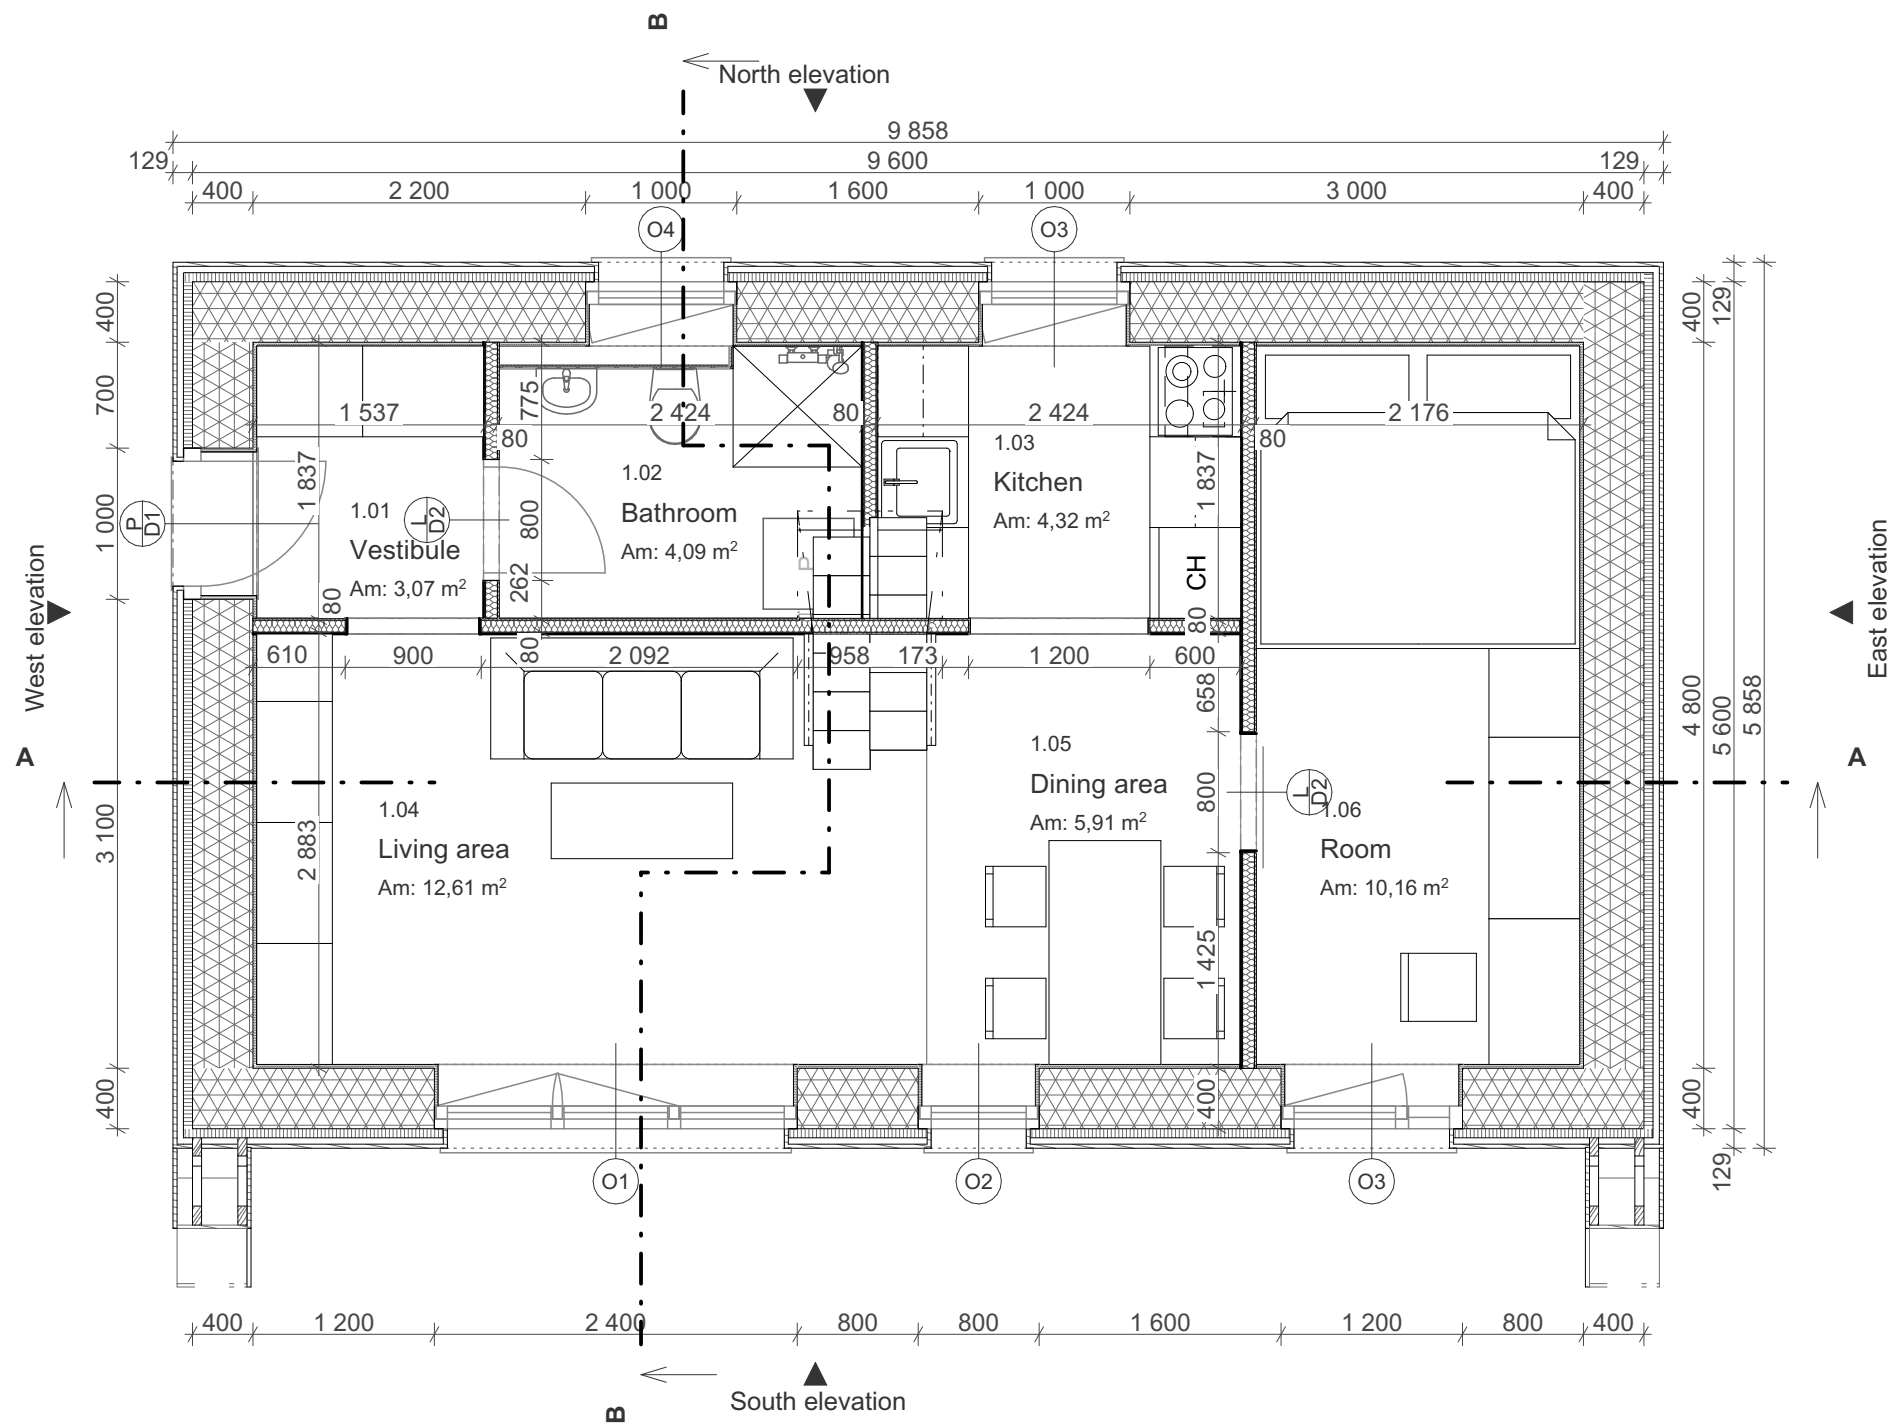 B
North elevation
9 858
129
9 600
129
400
2 200
1 000
1 600
1 000
3 000
400
O4
O3
400
700
1 000
3 100
400
400
129
4 800
5 600
5 858
400
129
1 537
775
2 424
80
2 424
2 176
80
80
1 837
1 837
1.01
Vestibule
Am: 3,07 m²
P
D1
L
D2
800
262
1.02
Bathroom
Am: 4,09 m²
P
1.03
Kitchen
Am: 4,32 m²
CH
80
80
80
West elevation
East elevation
610
900
2 092
958
173
1 200
600
658
800
1 425
400
A
A
2 883
1.04
Living area
Am: 12,61 m²
1.05
Dining area
Am: 5,91 m²
L
D2
1.06
Room
Am: 10,16 m²
O1
O2
O3
400
1 200
2 400
800
800
1 600
1 200
800
400
South elevation
B